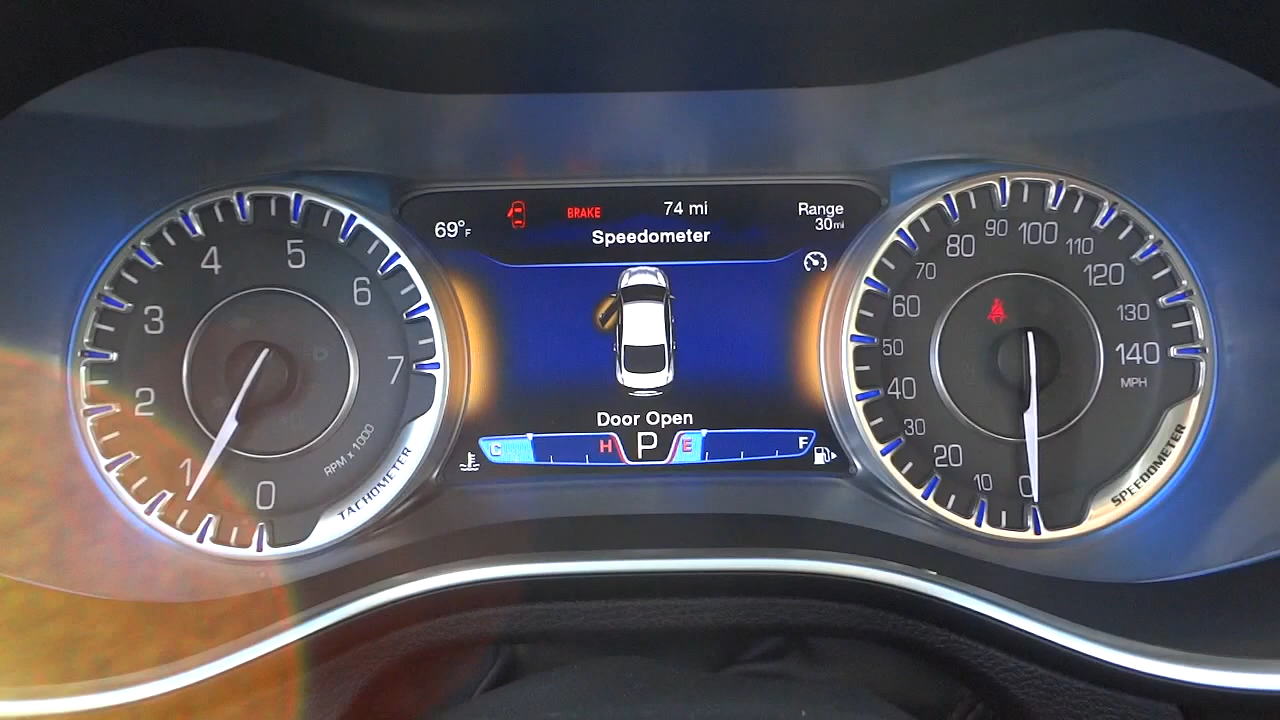 69°F
BRAKE
74 mi
Range
30mi
Speedometer
Door Open
C H P E F
0
1
2
3
4
5
6
7
RPM x 1000
TACHOMETER
0
10
20
30
40
50
60
70
80
90
100
110
120
130
140
MPH
SPEEDOMETER